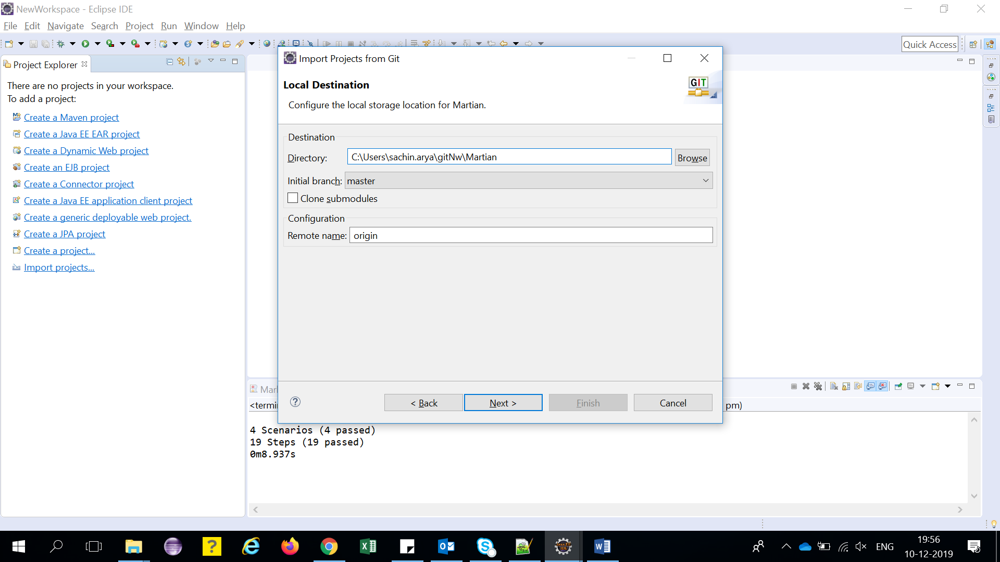 NewWorkspace - Eclipse IDE
File Edit Navigate Search Project Run Window Help
Quick Access
Project Explorer
There are no projects in your workspace.
To add a project:
Create a Maven project
Create a Java EE EAR project
Create a Dynamic Web project
Create an EJB project
Create a Connector project
Create a Java EE application client project
Create a generic deployable web project.
Create a JPA project
Create a project...
Import projects...
Import Projects from Git
Local Destination
GIT
Configure the local storage location for Martian.
Destination
Directory: C:\Users\sachin.arya\gitNw\Martian Browse
Initial branch: master
Clone submodules
Configuration
Remote name: origin
< Back Next > Finish Cancel
Mar
<termi pm)
4 Scenarios (4 passed)
19 Steps (19 passed)
0m8.937s
ENG
19:56
10-12-2019